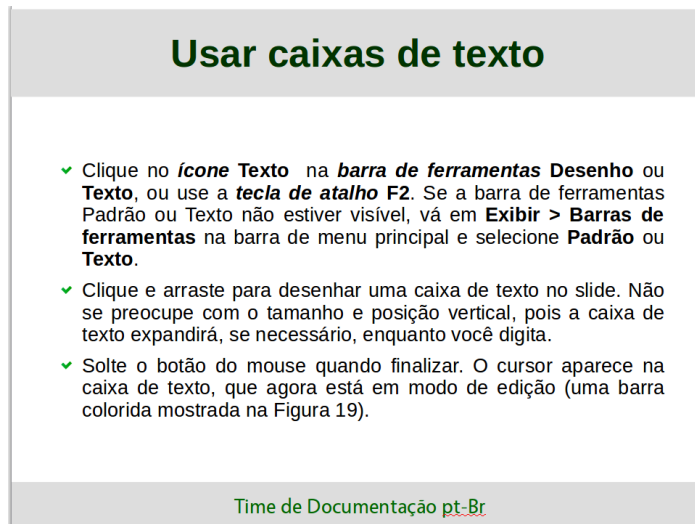 Usar caixas de texto
Clique no ícone Texto na barra de ferramentas Desenho ou
Texto, ou use a tecla de atalho F2. Se a barra de ferramentas
Padrão ou Texto não estiver visível, vá em Exibir > Barras de
ferramentas na barra de menu principal e selecione Padrão ou
Texto.
Clique e arraste para desenhar uma caixa de texto no slide. Não
se preocupe com o tamanho e posição vertical, pois a caixa de
texto expandirá, se necessário, enquanto você digita.
Solte o botão do mouse quando finalizar. O cursor aparece na
caixa de texto, que agora está em modo de edição (uma barra
colorida mostrada na Figura 19).
Time de Documentação pt-Br